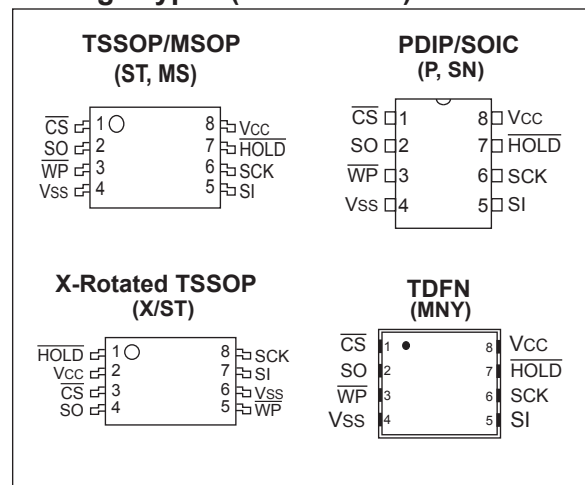 TSSOP/MSOP
(ST, MS)
CS 1 8 VCC
SO 2 7 HOLD
WP 3 6 SCK
VSS 4 5 SI
PDIP/SOIC
(P, SN)
CS 1 8 VCC
SO 2 7 HOLD
WP 3 6 SCK
VSS 4 5 SI
X-Rotated TSSOP
(X/ST)
HOLD 1 8 SCK
VCC 2 7 SI
CS 3 6 VSS
SO 4 5 WP
TDFN
(MNY)
CS 1 8 VCC
SO 2 7 HOLD
WP 3 6 SCK
VSS 4 5 SI